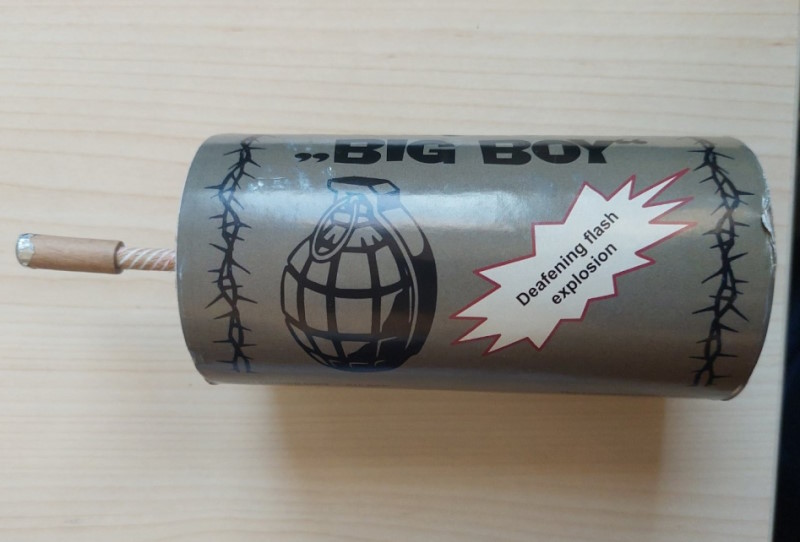 „BIG BOY“
Deafening flash
explosion